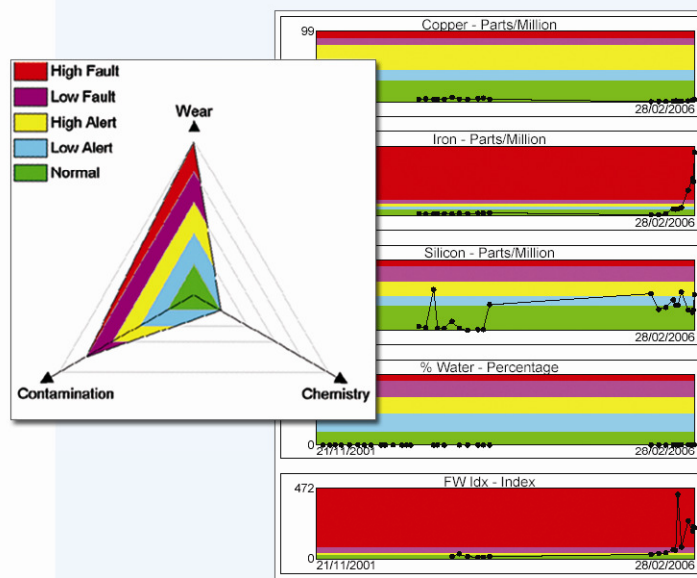 High Fault
Low Fault
High Alert
Low Alert
Normal
Wear
Contamination
Chemistry
Copper - Parts/Million
99
28/02/2006
Iron - Parts/Million
28/02/2006
Silicon - Parts/Million
28/02/2006
% Water - Percentage
0
21/11/2001
28/02/2006
FW Idx - Index
472
0
21/11/2001
28/02/2006